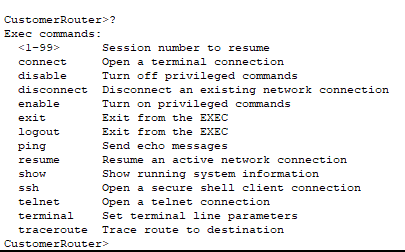 CustomerRouter>?
Exec commands:
  <1-99>      Session number to resume
  connect     Open a terminal connection
  disable     Turn off privileged commands
  disconnect  Disconnect an existing network connection
  enable      Turn on privileged commands
  exit        Exit from the EXEC
  logout      Exit from the EXEC
  ping        Send echo messages
  resume      Resume an active network connection
  show        Show running system information
  ssh         Open a secure shell client connection
  telnet      Open a telnet connection
  terminal    Set terminal line parameters
  traceroute  Trace route to destination
CustomerRouter>